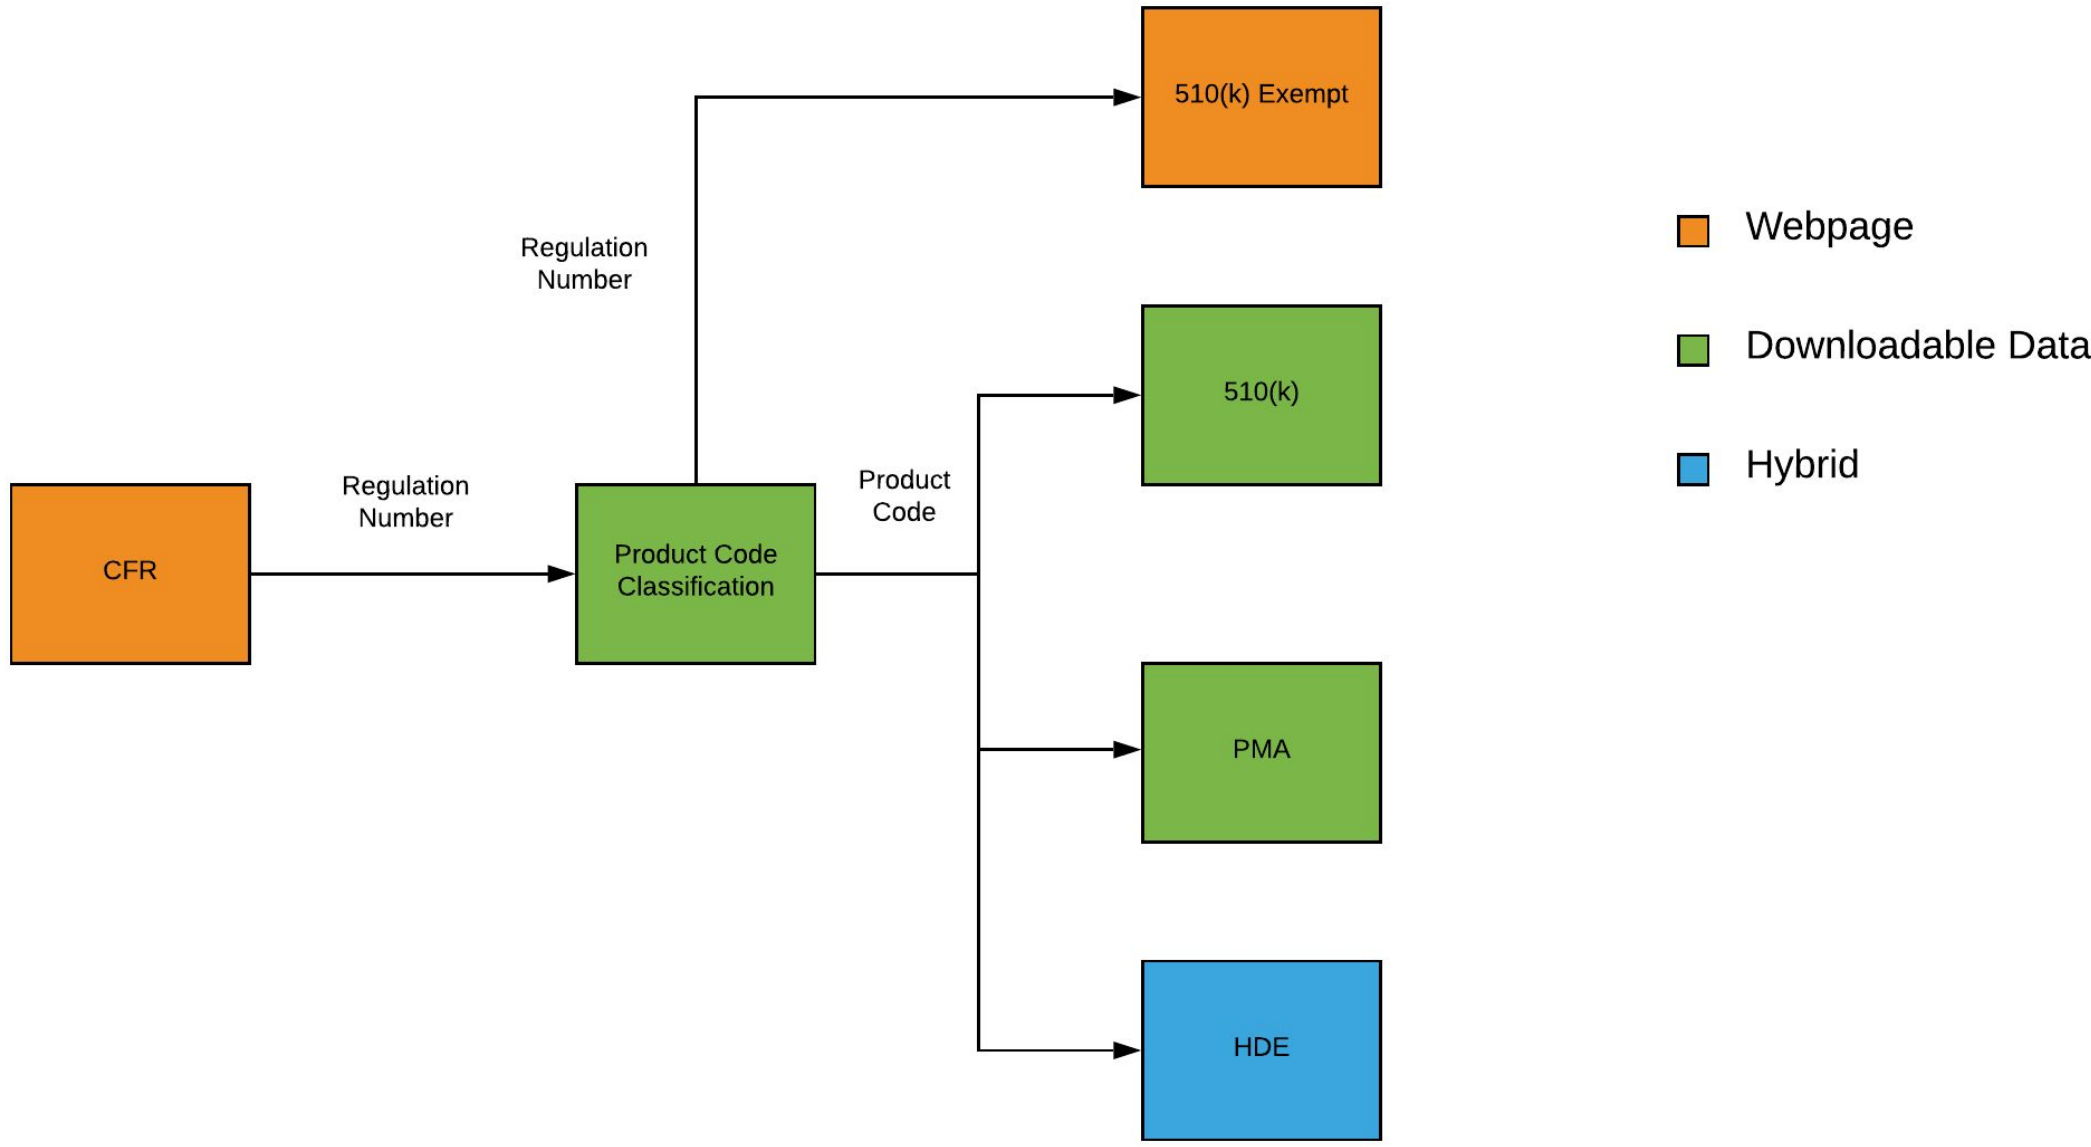 510(k) Exempt
Webpage
Regulation
Number
Downloadable Data
510(k)
Hybrid
Regulation
Number
Product
Code
CFR
Product Code
Classification
PMA
HDE